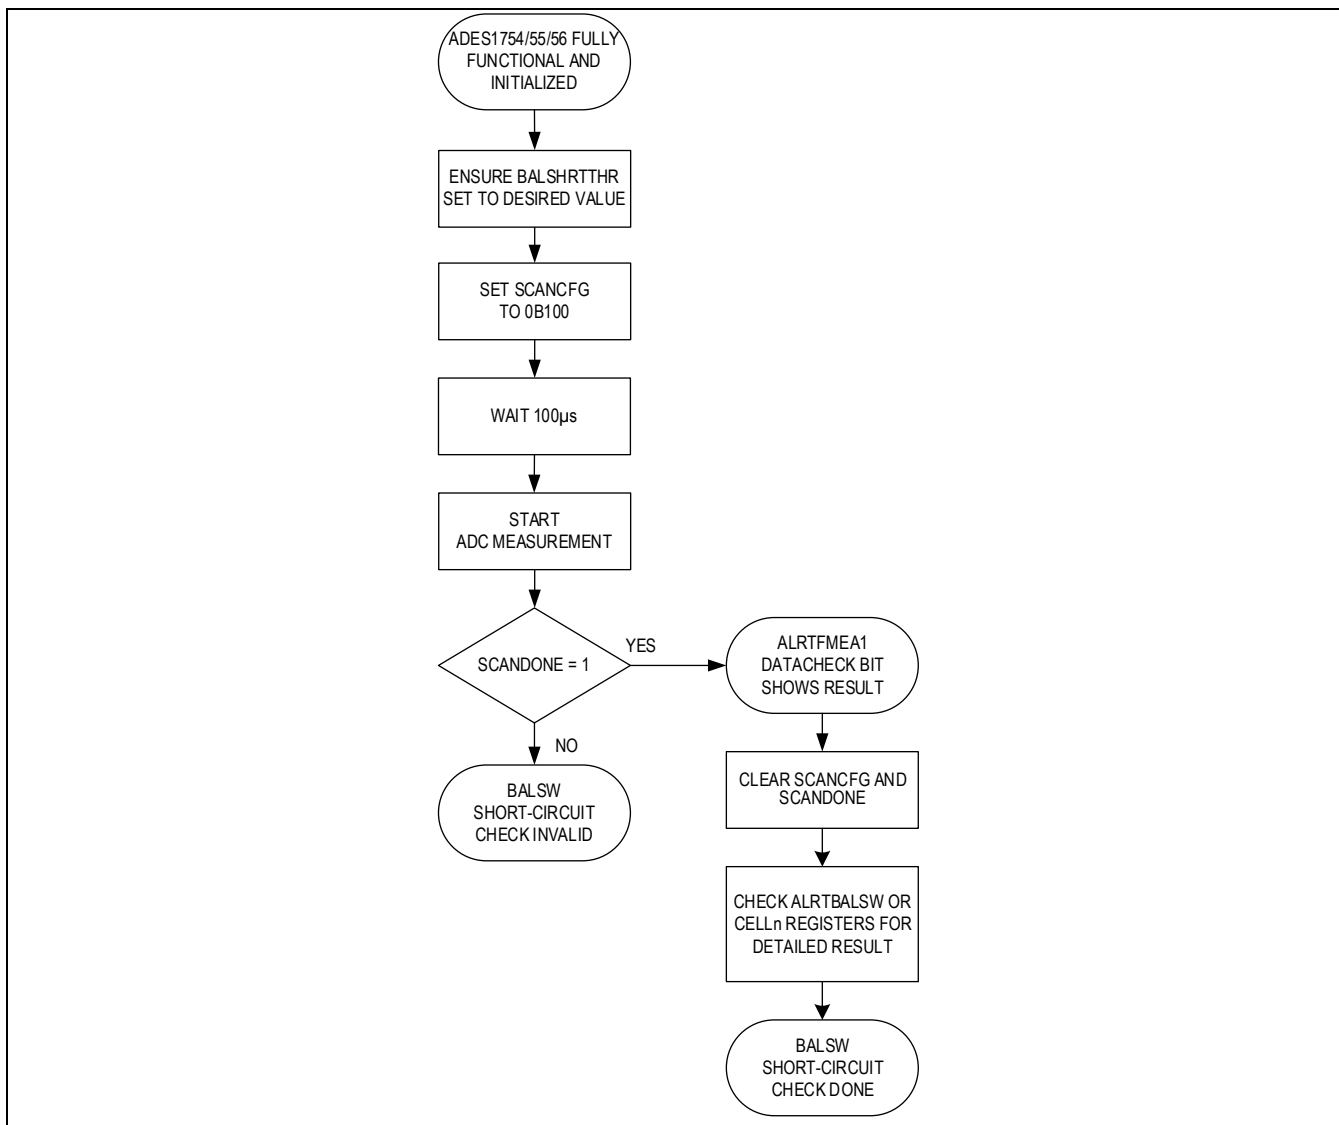 ADES1754/55/56 FULLY
FUNCTIONAL AND
INITIALIZED
ENSURE BALSHRTTHR
SET TO DESIRED VALUE
SET SCANCFG
TO 0B100
WAIT 100µs
START
ADC MEASUREMENT
SCANDONE = 1
YES
NO
BALSW
SHORT-CIRCUIT
CHECK INVALID
ALRTFMEA1
DATACHECK BIT
SHOWS RESULT
CLEAR SCANCFG AND
SCANDONE
CHECK ALRTBALSW OR
CELLn REGISTERS FOR
DETAILED RESULT
BALSW
SHORT-CIRCUIT
CHECK DONE